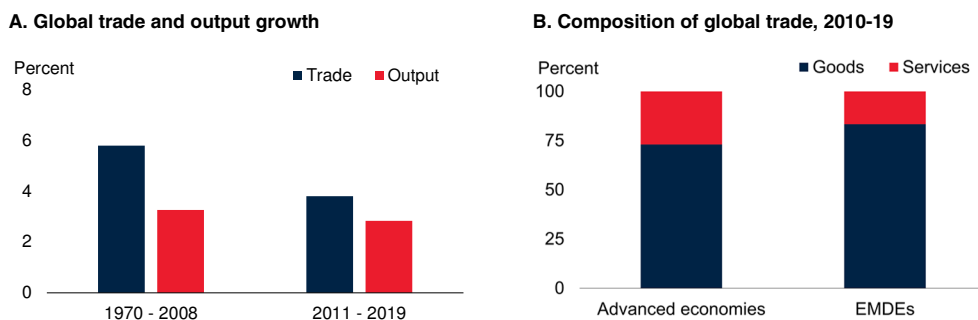 A. Global trade and output growth
Percent
Trade Output
8
6
4
2
0
1970 - 2008 2011 - 2019
B. Composition of global trade, 2010-19
Percent
Goods Services
100
75
50
25
0
Advanced economies EMDEs